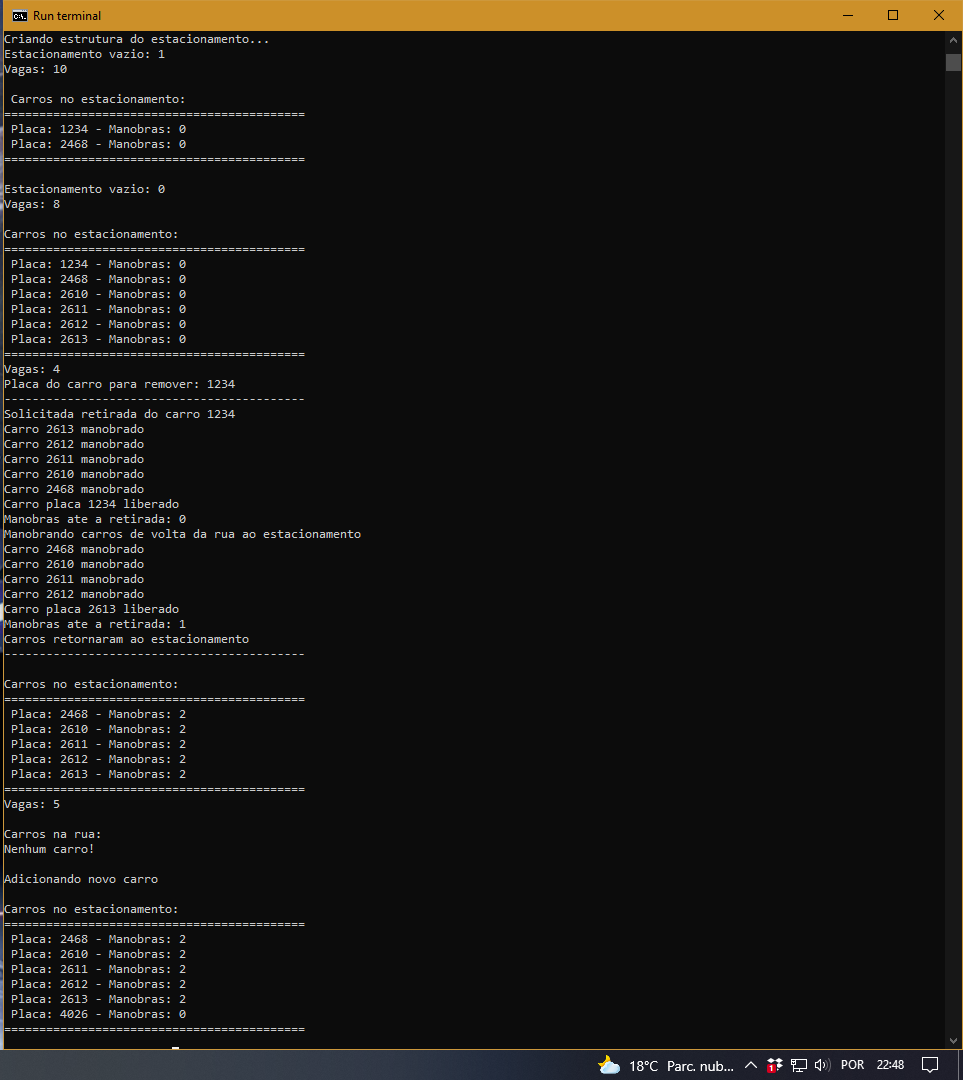 Run terminal
Criando estrutura do estacionamento...
Estacionamento vazio: 1
Vagas: 10
Carros no estacionamento:
===========================================
Placa: 1234 - Manobras: 0
Placa: 2468 - Manobras: 0
===========================================
Estacionamento vazio: 0
Vagas: 8
Carros no estacionamento:
===========================================
Placa: 1234 - Manobras: 0
Placa: 2468 - Manobras: 0
Placa: 2610 - Manobras: 0
Placa: 2611 - Manobras: 0
Placa: 2612 - Manobras: 0
Placa: 2613 - Manobras: 0
===========================================
Vagas: 4
Placa do carro para remover: 1234
-------------------------------------------
Solicitada retirada do carro 1234
Carro 2613 manobrado
Carro 2612 manobrado
Carro 2611 manobrado
Carro 2610 manobrado
Carro 2468 manobrado
Carro placa 1234 liberado
Manobras ate a retirada: 0
Manobrando carros de volta da rua ao estacionamento
Carro 2468 manobrado
Carro 2610 manobrado
Carro 2611 manobrado
Carro 2612 manobrado
Carro placa 2613 liberado
Manobras ate a retirada: 1
Carros retornaram ao estacionamento
-------------------------------------------
Carros no estacionamento:
===========================================
Placa: 2468 - Manobras: 2
Placa: 2610 - Manobras: 2
Placa: 2611 - Manobras: 2
Placa: 2612 - Manobras: 2
Placa: 2613 - Manobras: 2
===========================================
Vagas: 5
Carros na rua:
Nenhum carro!
Adicionando novo carro
Carros no estacionamento:
===========================================
Placa: 2468 - Manobras: 2
Placa: 2610 - Manobras: 2
Placa: 2611 - Manobras: 2
Placa: 2612 - Manobras: 2
Placa: 2613 - Manobras: 2
Placa: 4026 - Manobras: 0
===========================================
18°C Parc. nub... 1 POR 22:48